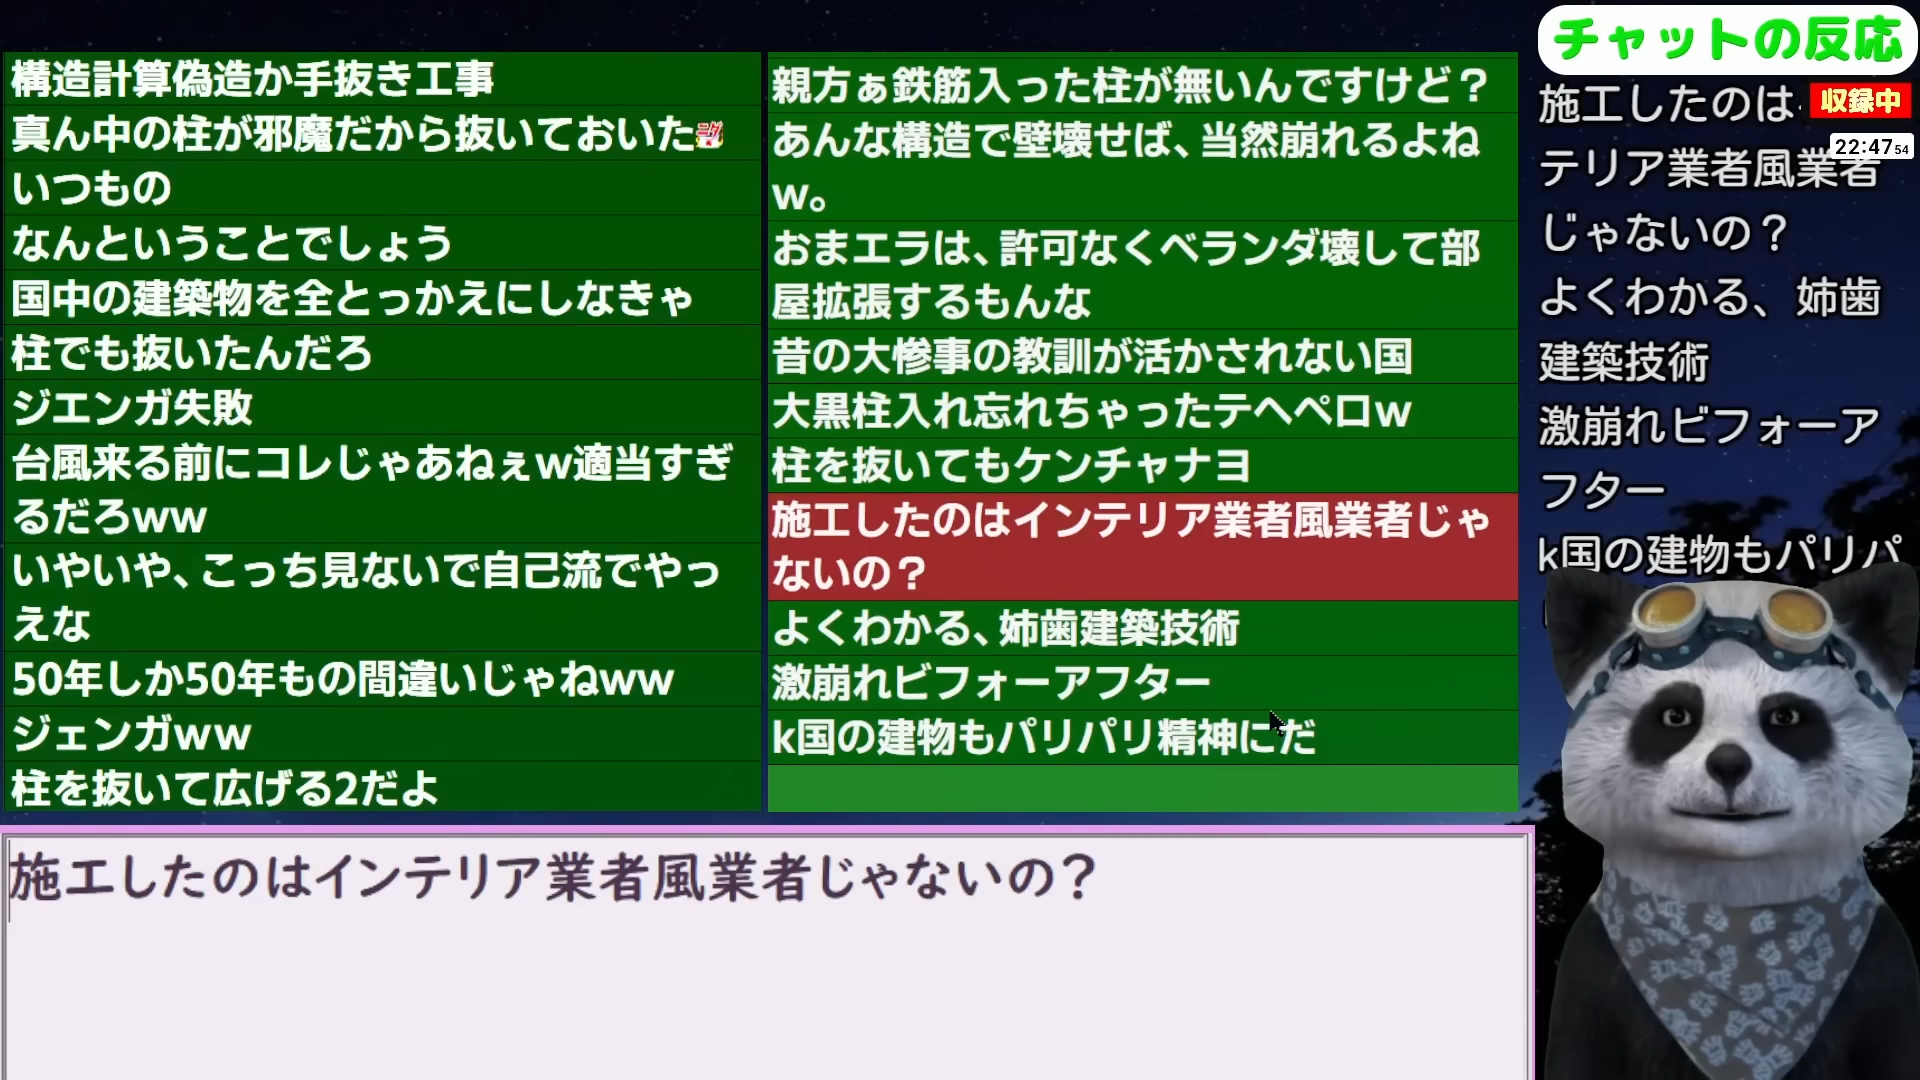 構造計算偽造か手抜き工事
真ん中の柱が邪魔だから抜いておいた
いつもの
なんということでしょう
国中の建築物を全とっかえにしなきゃ
柱でも抜いたんだろ
ジエンガ失敗
台風来る前にコレじゃあねぇw適当すぎ
るだろww
いやいや、こっち見ないで自己流でやっ
えな
50年しか50年もの間違いじゃねww
ジェンガww
柱を抜いて広げる2だよ
親方ぁ鉄筋入った柱が無いんですけど？
あんな構造で壁壊せば、当然崩れるよね
w。
おまエラは、許可なくベランダ壊して部
屋拡張するもんな
昔の大惨事の教訓が活かされない国
大黒柱入れ忘れちゃったテヘペロw
柱を抜いてもケンチャナヨ
施工したのはインテリア業者風業者じゃ
ないの？
よくわかる、姉歯建築技術
激崩れビフォーアフター
k国の建物もパリパリ精神にだ
施工したのはインテリア業者風業者じゃないの？
チャットの反応
施工したのは
収録中
22:47 54
テリア業者風業者
じゃないの？
よくわかる、姉歯
建築技術
激崩れビフォーア
フター
k国の建物もパリパ